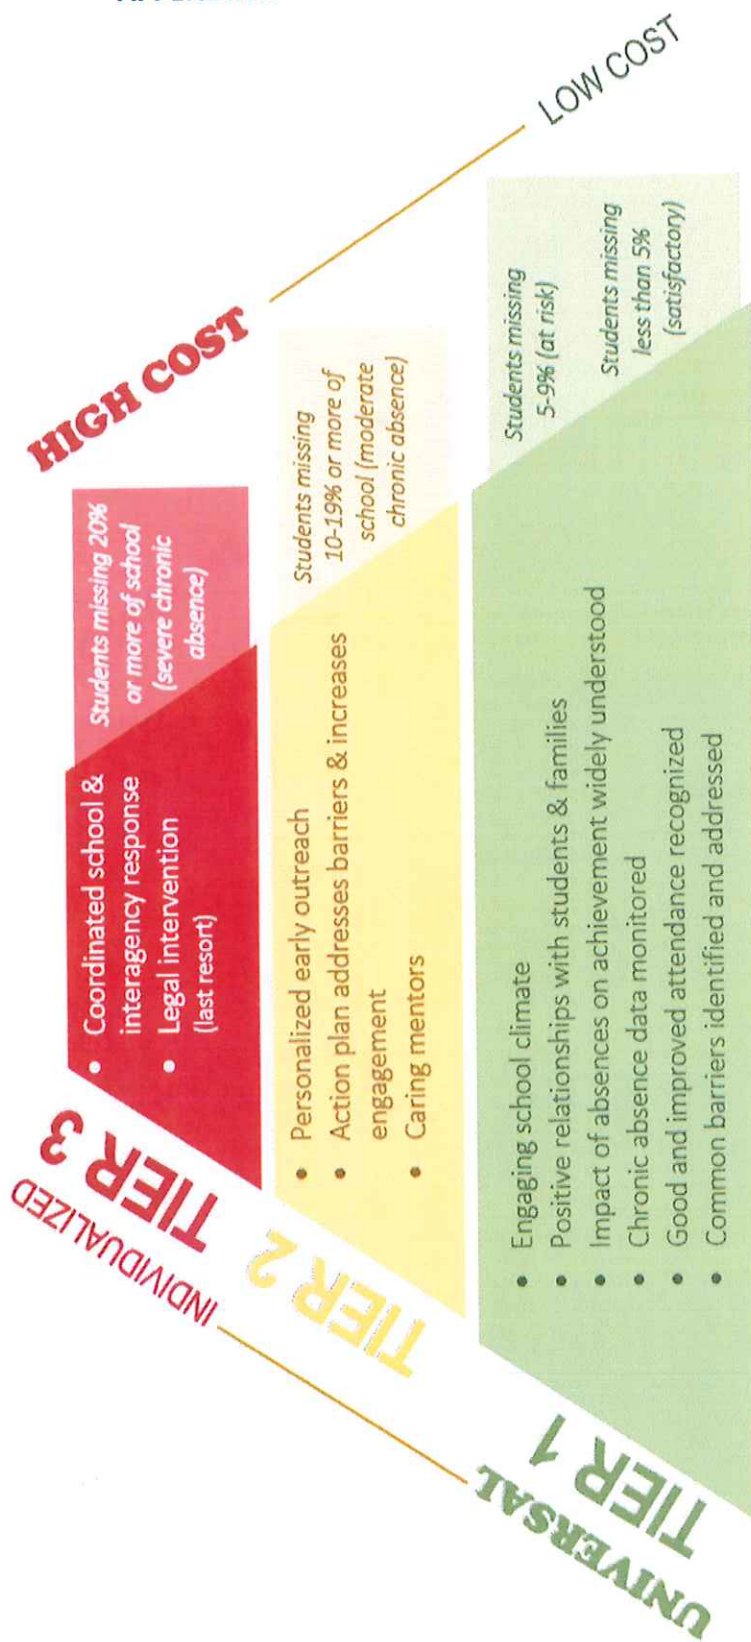 HIGH COST
LOW COST
INDIVIDUALIZED
TIER 3
• Coordinated school &
interagency response
• Legal intervention
(last resort)
Students missing 20%
or more of school
(severe chronic
absence)
TIER 2
• Personalized early outreach
• Action plan addresses barriers & increases
engagement
• Caring mentors
Students missing
10-19% or more of
school (moderate
chronic absence)
UNIVERSAL
TIER 1
• Engaging school climate
• Positive relationships with students & families
• Impact of absences on achievement widely understood
• Chronic absence data monitored
• Good and improved attendance recognized
• Common barriers identified and addressed
Students missing
5-9% (at risk)
Students missing
less than 5%
(satisfactory)